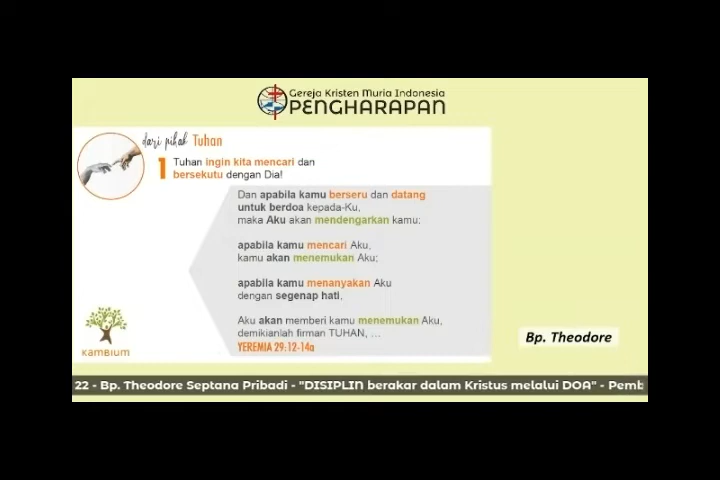 Gereja Kristen Muria Indonesia
PENGHARAPAN
dari pihak Tuhan
1 Tuhan ingin kita mencari dan
bersekutu dengan Dia!
Dan apabila kamu berseru dan datang
untuk berdoa kepada-Ku,
maka Aku akan mendengarkan kamu;
apabila kamu mencari Aku,
kamu akan menemukan Aku;
apabila kamu menanyakan Aku
dengan segenap hati,
Aku akan memberi kamu menemukan Aku,
demikianlah firman TUHAN, ...
YEREMIA 29:12-14a
KAMBIUM
Bp. Theodore
22 - Bp. Theodore Septana Pribadi - "DISIPLIN berakar dalam Kristus melalui DOA" - Pemb